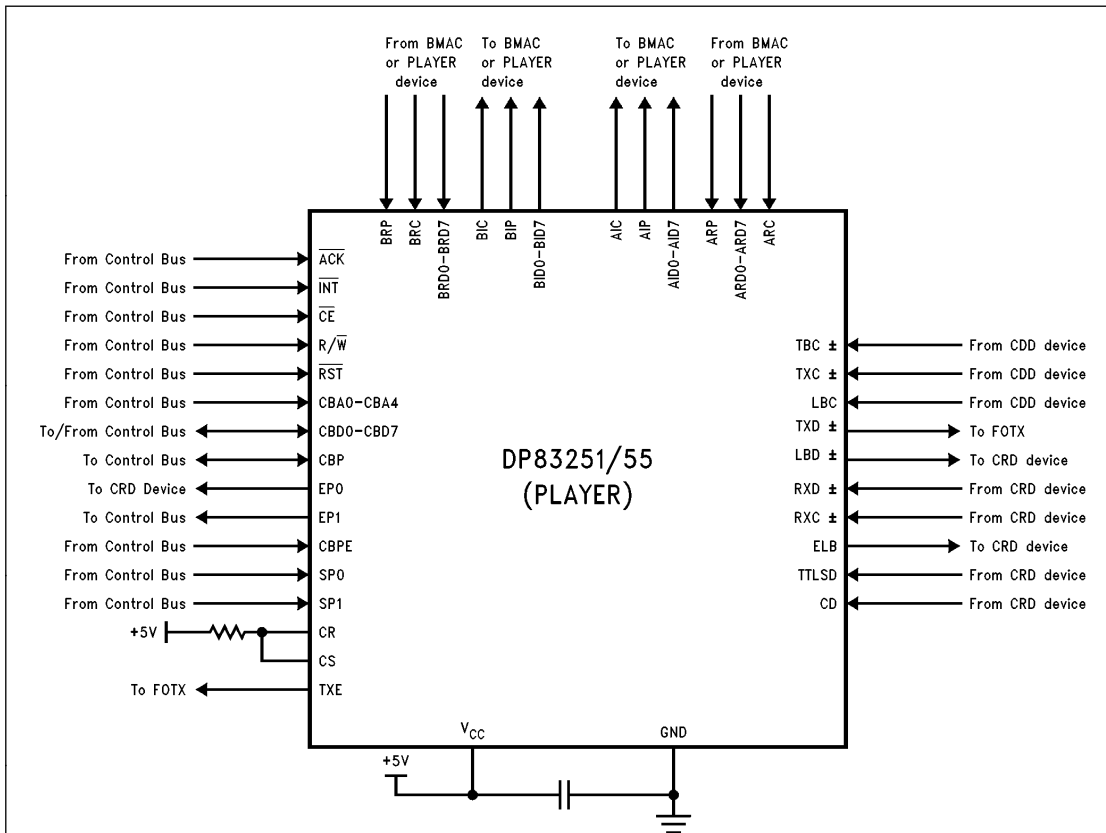 From BMAC
or PLAYER
device
To BMAC
or PLAYER
device
To BMAC
or PLAYER
device
From BMAC
or PLAYER
device
BRP
BRC
BRD0-BRD7
BIC
BIP
BID0-BID7
AIC
AIP
AID0-AID7
ARP
ARD0-ARD7
ARC
From Control Bus ACK
From Control Bus INT
From Control Bus CE
From Control Bus R/W
From Control Bus RST
From Control Bus CBA0-CBA4
To/From Control Bus CBD0-CBD7
To Control Bus CBP
To CRD Device EP0
To Control Bus EP1
From Control Bus CBPE
From Control Bus SP0
From Control Bus SP1
+5V CR
CS
To FOTX TXE
DP83251/55
(PLAYER)
TBC ± From CDD device
TXC ± From CDD device
LBC From CDD device
TXD ± To FOTX
LBD ± To CRD device
RXD ± From CRD device
RXC ± From CRD device
ELB To CRD device
TTLSD From CRD device
CD From CRD device
VCC
GND
+5V